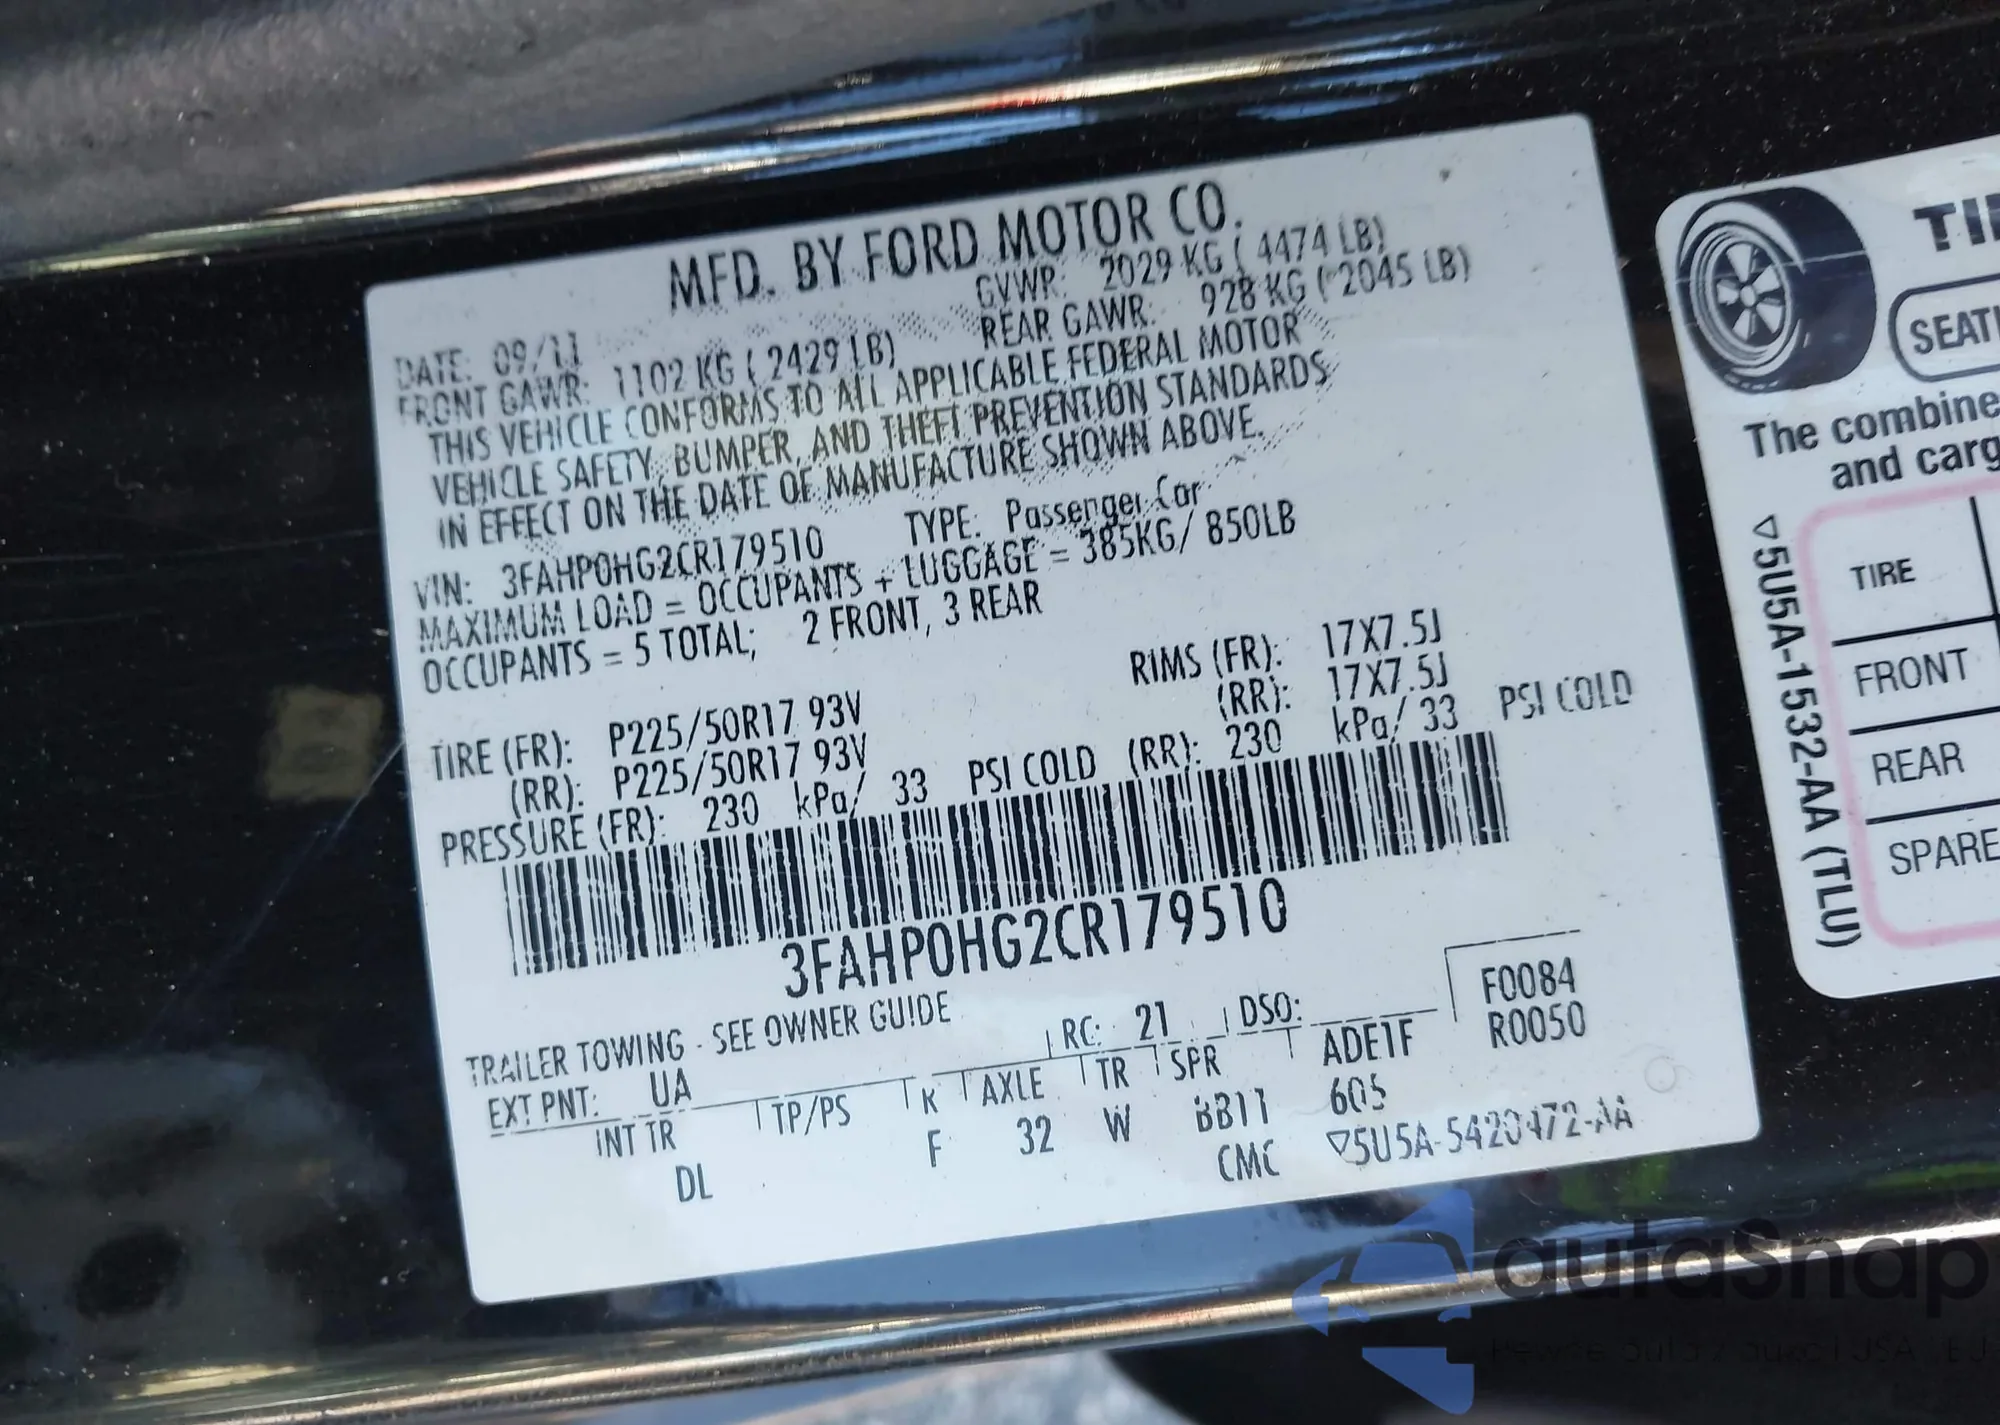 MFD. BY FORD MOTOR CO.
DATE: 09/11 GVWR: 2029 KG ( 4474 LB)
FRONT GAWR: 1102 KG ( 2429 LB) REAR GAWR: 928 KG ( 2045 LB)
THIS VEHICLE CONFORMS TO ALL APPLICABLE FEDERAL MOTOR
VEHICLE SAFETY, BUMPER, AND THEFT PREVENTION STANDARDS
IN EFFECT ON THE DATE OF MANUFACTURE SHOWN ABOVE.
VIN: 3FAHP0HG2CR179510 TYPE: Passenger Car
MAXIMUM LOAD = OCCUPANTS + LUGGAGE = 385KG/ 850LB
OCCUPANTS = 5 TOTAL; 2 FRONT, 3 REAR
TIRE (FR): P225/50R17 93V RIMS (FR): 17X7.5J
(RR): P225/50R17 93V (RR): 17X7.5J
PRESSURE (FR): 230 kPa/ 33 PSI COLD (RR): 230 kPa/ 33 PSI COLD
3FAHP0HG2CR179510
TRAILER TOWING - SEE OWNER GUIDE
EXT PNT: UA RC: 21 DSO: F0084
INT TR TP/PS R AXLE TR SPR ADE1F R0050
DL F 32 W BB11 605
CMC ▽5U5A-5420472-AA
TI
SEATI
The combine
and carg
TIRE
FRONT
REAR
SPARE
▽5U5A-1532-AA (TLU)
autaSnap